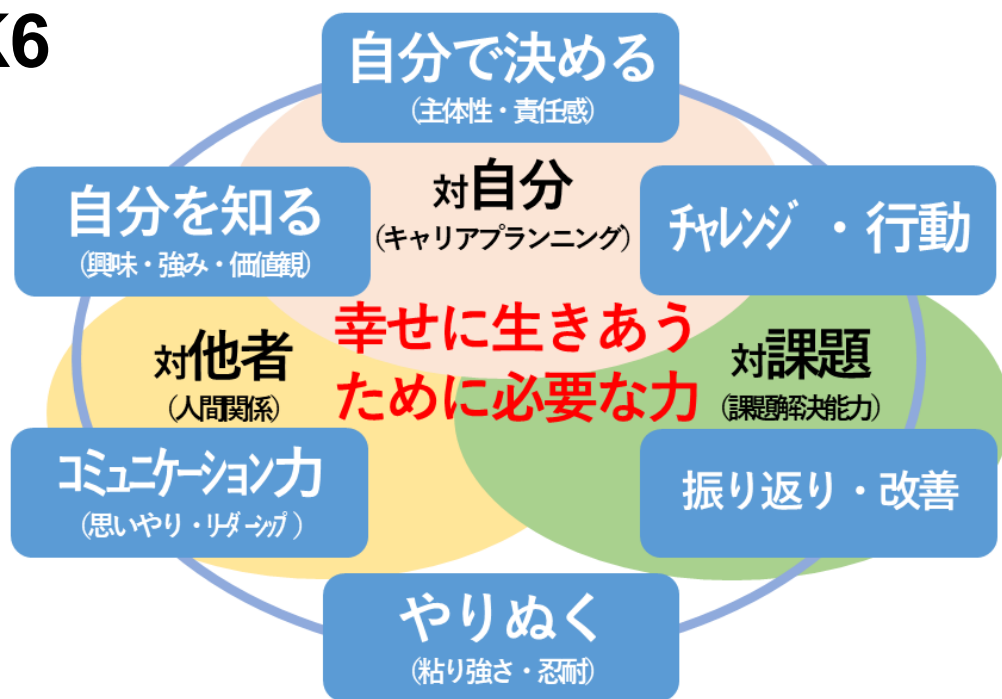 K6
自分で決める
(主体性・責任感)
対自分
(キャリアプランニング)
自分を知る
(興味・強み・価値観)
チャレンジ・行動
幸せに生きあう
ために必要な力
対他者
(人間関係)
対課題
(課題解決能力)
コミュニケーション力
(思いやり・リーダーシップ)
振り返り・改善
やりぬく
(粘り強さ・忍耐)